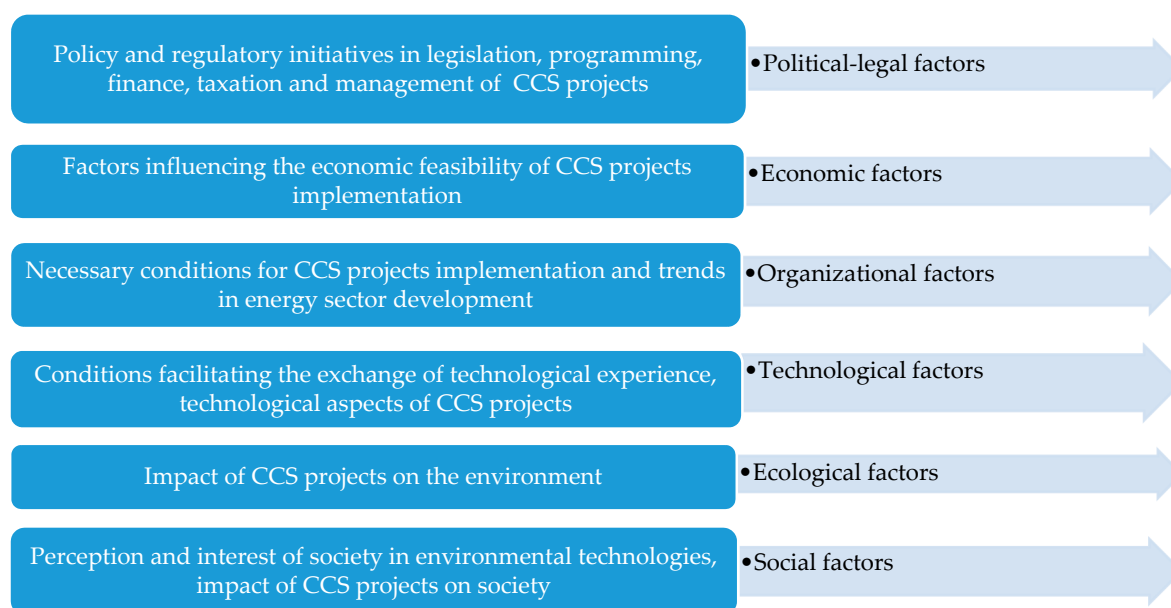 Policy and regulatory initiatives in legislation, programming,
finance, taxation and management of CCS projects
•Political-legal factors
Factors influencing the economic feasibility of CCS projects
implementation
•Economic factors
Necessary conditions for CCS projects implementation and trends
in energy sector development
•Organizational factors
Conditions facilitating the exchange of technological experience,
technological aspects of CCS projects
•Technological factors
Impact of CCS projects on the environment
•Ecological factors
Perception and interest of society in environmental technologies,
impact of CCS projects on society
•Social factors